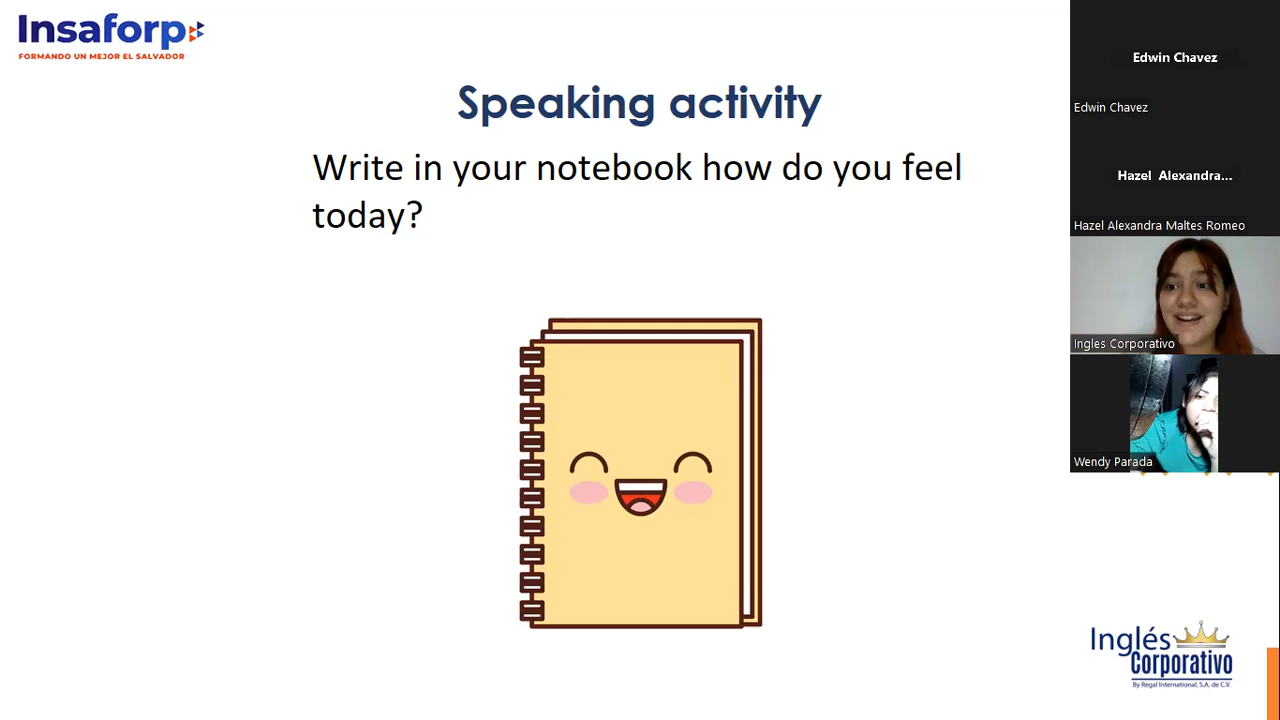 Insaforp
FORMANDO UN MEJOR EL SALVADOR
Speaking activity
Write in your notebook how do you feel
today?
Edwin Chavez
Edwin Chavez
Hazel Alexandra...
Hazel Alexandra Maltes Romeo
Ingles Corporativo
Wendy Parada
Inglés
Corporativo
By Regal International, S.A. de C.V.